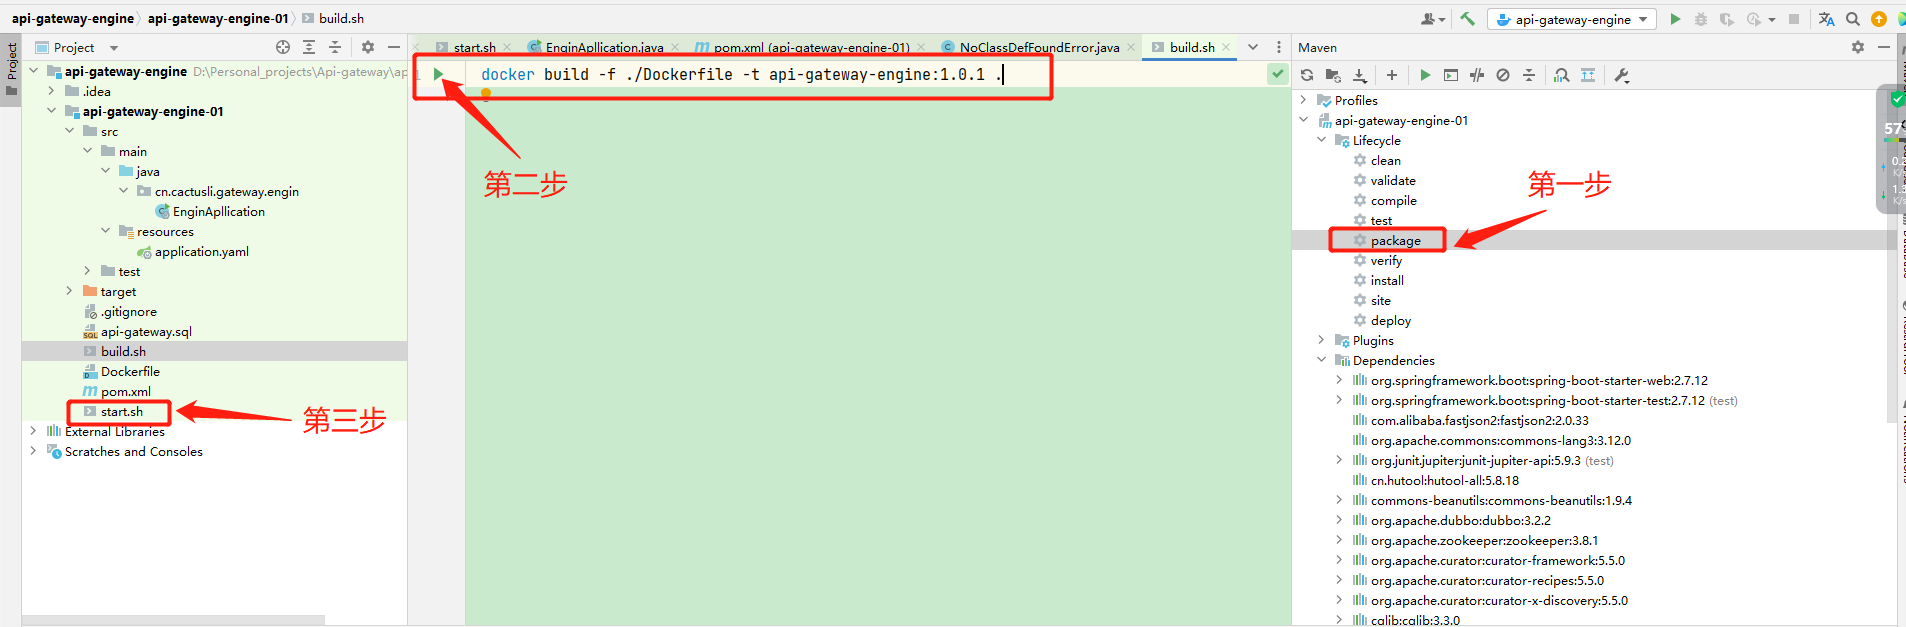 api-gateway-engine
api-gateway-engine-01
build.sh
api-gateway-engine
Project
Project
start.sh
EnginApllication.java
pom.xml (api-gateway-engine-01)
NoClassDefFoundError.java
build.sh
Maven
api-gateway-engine D:\Personal_projects\Api-gateway\ap
.idea
api-gateway-engine-01
src
main
java
cn.cactusli.gateway.engin
EnginApllication
resources
application.yaml
test
target
.gitignore
api-gateway.sql
build.sh
Dockerfile
pom.xml
start.sh
External Libraries
Scratches and Consoles
第三步
1
docker build -f ./Dockerfile -t api-gateway-engine:1.0.1 .
第二步
Profiles
api-gateway-engine-01
Lifecycle
clean
validate
compile
test
package
verify
install
site
deploy
第一步
Plugins
Dependencies
org.springframework.boot:spring-boot-starter-web:2.7.12
org.springframework.boot:spring-boot-starter-test:2.7.12 (test)
com.alibaba.fastjson2:fastjson2:2.0.33
org.apache.commons:commons-lang3:3.12.0
org.junit.jupiter:junit-jupiter-api:5.9.3 (test)
cn.hutool:hutool-all:5.8.18
commons-beanutils:commons-beanutils:1.9.4
org.apache.dubbo:dubbo:3.2.2
org.apache.zookeeper:zookeeper:3.8.1
org.apache.curator:curator-framework:5.5.0
org.apache.curator:curator-recipes:5.5.0
org.apache.curator:curator-x-discovery:5.5.0
cglib:cglib:3.3.0
57